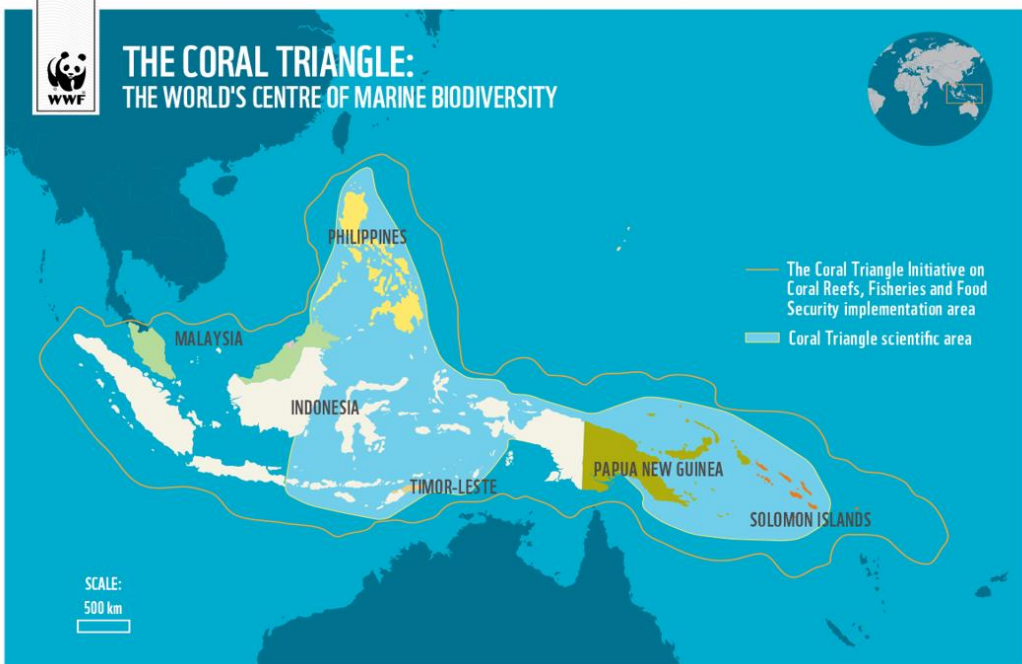 WWF
THE CORAL TRIANGLE:
THE WORLD'S CENTRE OF MARINE BIODIVERSITY
PHILIPPINES
The Coral Triangle Initiative on
Coral Reefs, Fisheries and Food
Security implementation area
Coral Triangle scientific area
MALAYSIA
INDONESIA
PAPUA NEW GUINEA
TIMOR-LESTE
SOLOMON ISLANDS
SCALE:
500 km